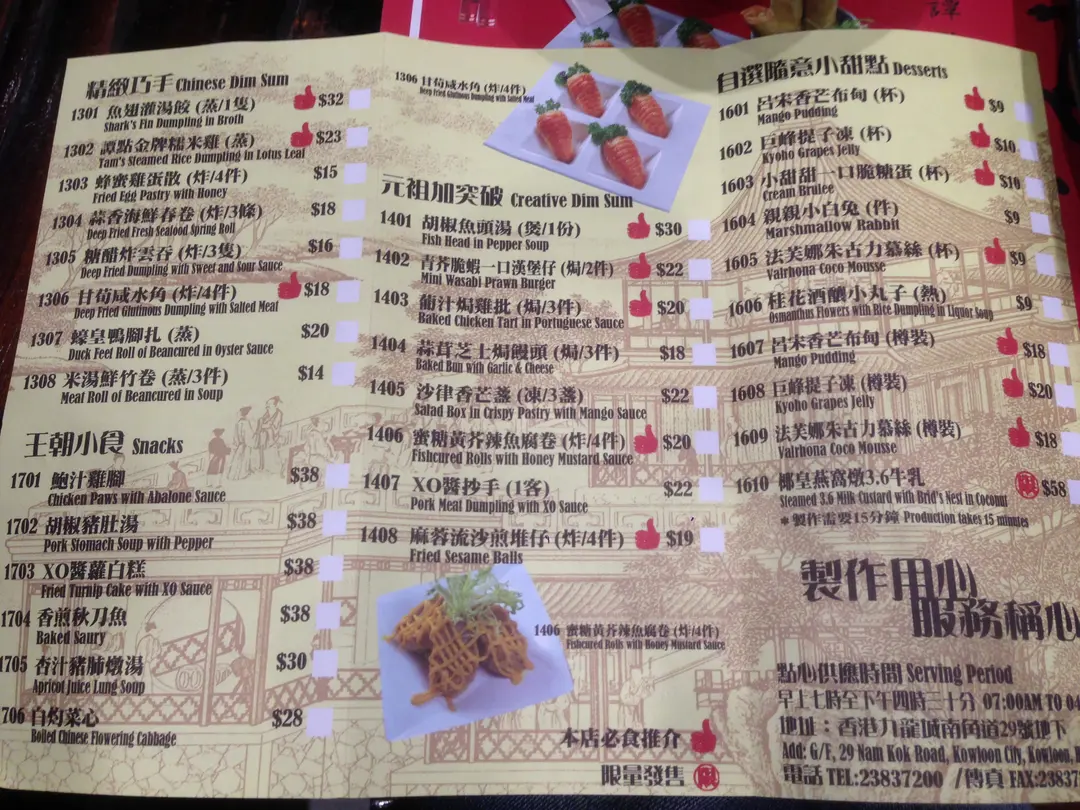 譚
精緻巧手 Chinese Dim Sum
1301 魚翅灌湯餃 (蒸/1隻) $32
Shark's Fin Dumpling in Broth
1302 譚點金牌糯米雞 (蒸) $23
Tam's Steamed Rice Dumpling in Lotus Leaf
1303 蜂蜜雞蛋散 (炸/4件) $15
Fried Egg Pastry with Honey
1304 蒜香海鮮春卷 (炸/3條) $18
Deep Fried Fresh Seafood Spring Roll
1305 糖醋炸雲吞 (炸/3隻) $16
Deep Fried Dumpling with Sweet and Sour Sauce
1306 甘荀咸水角 (炸/4件) $18
Deep Fried Glutinous Dumpling with Salted Meat
1307 蠔皇鴨腳扎 (蒸) $20
Duck Feet Roll of Beancured in Oyster Sauce
1308 米湯鮮竹卷 (蒸/3件) $14
Meat Roll of Beancured in Soup
王朝小食 Snacks
1701 鮑汁雞腳 $38
Chicken Paws with Abalone Sauce
1702 胡椒豬肚湯 $38
Pork Stomach Soup with Pepper
1703 XO醬蘿白糕 $38
Fried Turnip Cake with XO Sauce
1704 香煎秋刀魚 $38
Baked Saury
1705 杏汁豬肺燉湯 $30
Apricot Juice Lung Soup
706 白灼菜心 $28
Boiled Chinese Flowering Cabbage
1306 甘荀咸水角 (炸/4件)
Deep Fried Glutinous Dumpling with Salted Meat
元祖加突破 Creative Dim Sum
1401 胡椒魚頭湯 (煲/1份) $30
Fish Head in Pepper Soup
1402 青芥脆蝦一口漢堡仔 (焗/2件) $22
Mini Wasabi Prawn Burger
1403 葡汁焗雞批 (焗/3件) $20
Baked Chicken Tart in Portuguese Sauce
1404 蒜茸芝士焗饅頭 (焗/3件) $18
Baked Bun with Garlic & Cheese
1405 沙律香芒盞 (凍/3盞) $22
Salad Box in Crispy Pastry with Mango Sauce
1406 蜜糖黃芥辣魚腐卷 (炸/4件) $20
Fishcured Rolls with Honey Mustard Sauce
1407 XO醬抄手 (1客) $22
Pork Meat Dumpling with XO Sauce
1408 麻蓉流沙煎堆仔 (炸/4件) $19
Fried Sesame Balls
1406 蜜糖黃芥辣魚腐卷 (炸/4件)
Fishcured Rolls with Honey Mustard Sauce
本店必食推介
限量發售 限
自選隨意小甜點 Desserts
1601 呂宋香芒布甸 (杯) $9
Mango Pudding
1602 巨峰提子凍 (杯) $10
Kyoho Grapes Jelly
1603 小甜甜一口脆糖蛋 (杯) $10
Cream Brulee
1604 親親小白兔 (件) $9
Marshmallow Rabbit
1605 法芙娜朱古力慕絲 (杯) $9
Valrhona Coco Mousse
1606 桂花酒釀小丸子 (熱) $9
Osmanthus Flowers with Rice Dumpling in Liquor Soup
1607 呂宋香芒布甸 (樽裝) $18
Mango Pudding
1608 巨峰提子凍 (樽裝) $20
Kyoho Grapes Jelly
1609 法芙娜朱古力慕絲 (樽裝) $18
Valrhona Coco Mousse
1610 椰皇燕窩燉3.6牛乳 限 $58
Steamed 3.6 Milk Custard with Brid's Nest in Coconut
* 製作需要15分鐘 Production takes 15 minutes
製作用心
服務稱心
點心供應時間 Serving Period
早上七時至下午四時三十分 07:00AM TO 04
地址：香港九龍城南角道29號地下
Add: G/F, 29 Nam Kok Road, Kowloon City, Kowloon,
電話 TEL:23837200 /傳真 FAX:23837